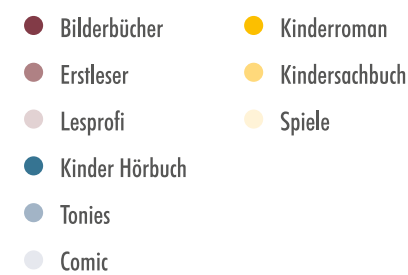 Bilderbücher
Erstleser
Lesprofi
Kinder Hörbuch
Tonies
Comic
Kinderroman
Kindersachbuch
Spiele